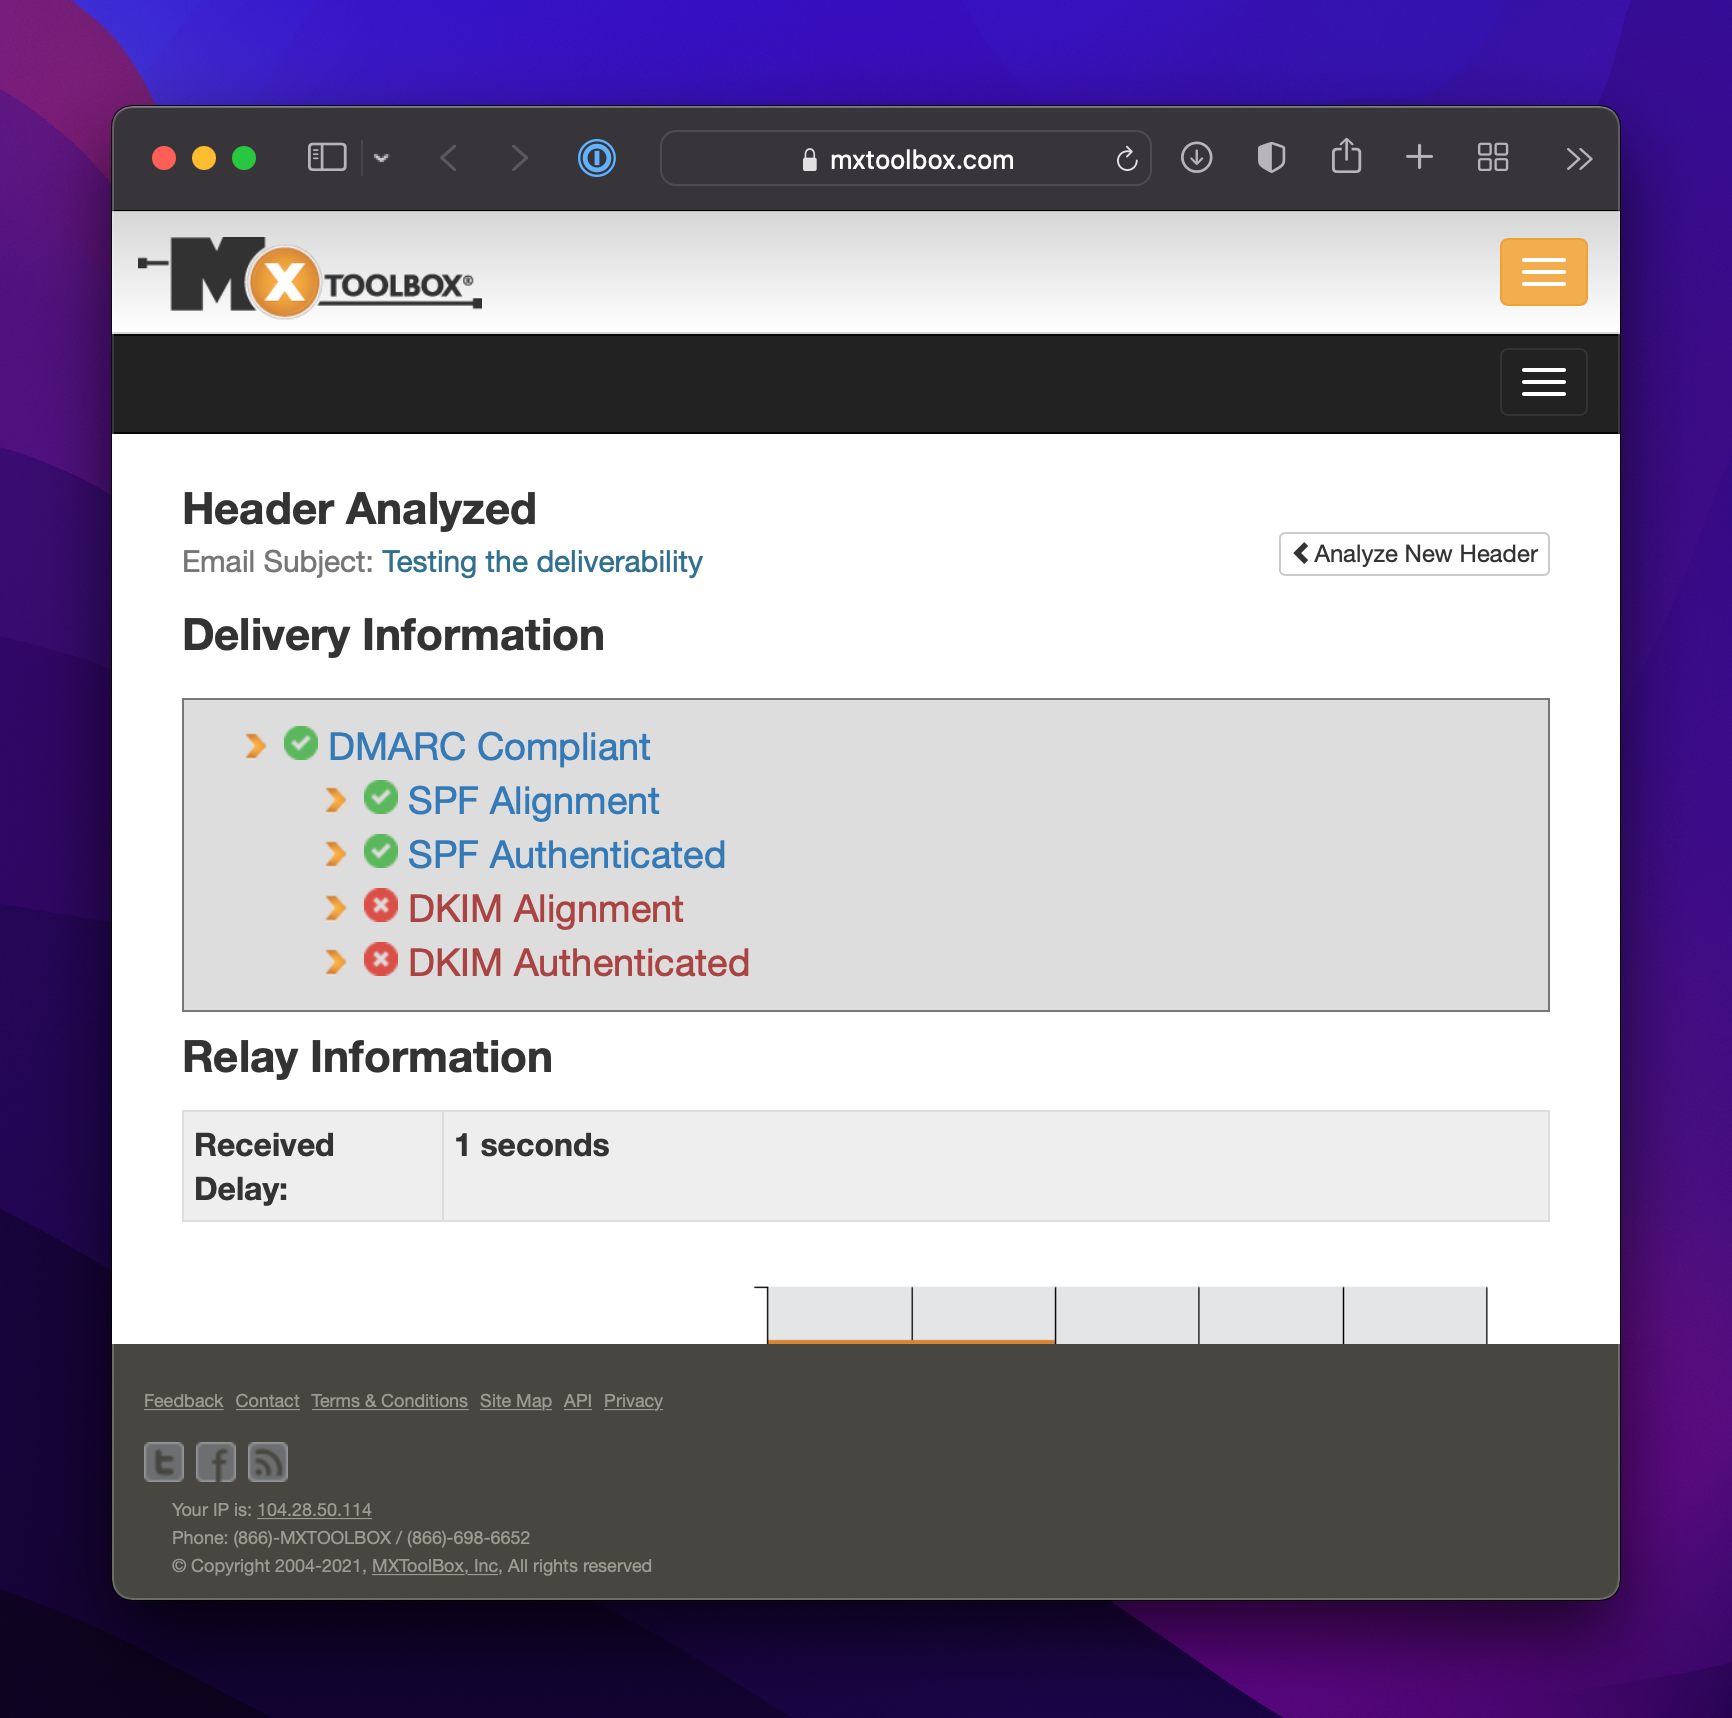 mxtoolbox.com
MX TOOLBOX®
Header Analyzed
Email Subject: Testing the deliverability
Analyze New Header
Delivery Information
DMARC Compliant
SPF Alignment
SPF Authenticated
DKIM Alignment
DKIM Authenticated
Relay Information
Received Delay:
1 seconds
Feedback Contact Terms & Conditions Site Map API Privacy
Your IP is: 104.28.50.114
Phone: (866)-MXTOOLBOX / (866)-698-6652
© Copyright 2004-2021, MXToolBox, Inc, All rights reserved